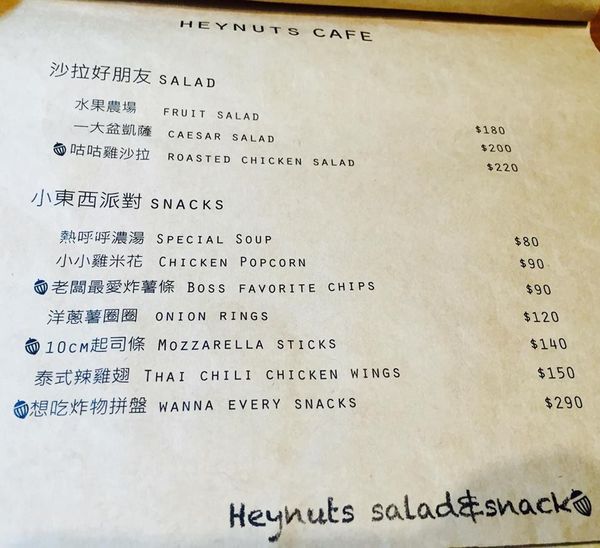 HEYNUTS CAFE
沙拉好朋友 SALAD
水果農場 FRUIT SALAD $180
一大盆凱薩 CAESAR SALAD $200
咕咕雞沙拉 ROASTED CHICKEN SALAD $220
小東西派對 SNACKS
熱呼呼濃湯 SPECIAL SOUP $80
小小雞米花 CHICKEN POPCORN $90
老闆最愛炸薯條 BOSS FAVORITE CHIPS $90
洋蔥薯圈圈 ONION RINGS $120
10CM起司條 MOZZARELLA STICKS $140
泰式辣雞翅 THAI CHILI CHICKEN WINGS $150
想吃炸物拼盤 WANNA EVERY SNACKS $290
Heynuts salad&snack